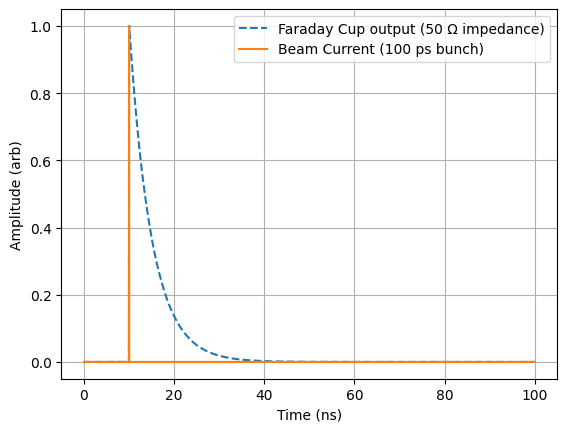 Faraday Cup output (50 Ω impedance)
Beam Current (100 ps bunch)
Amplitude (arb)
1.0
0.8
0.6
0.4
0.2
0.0
0 20 40 60 80 100
Time (ns)